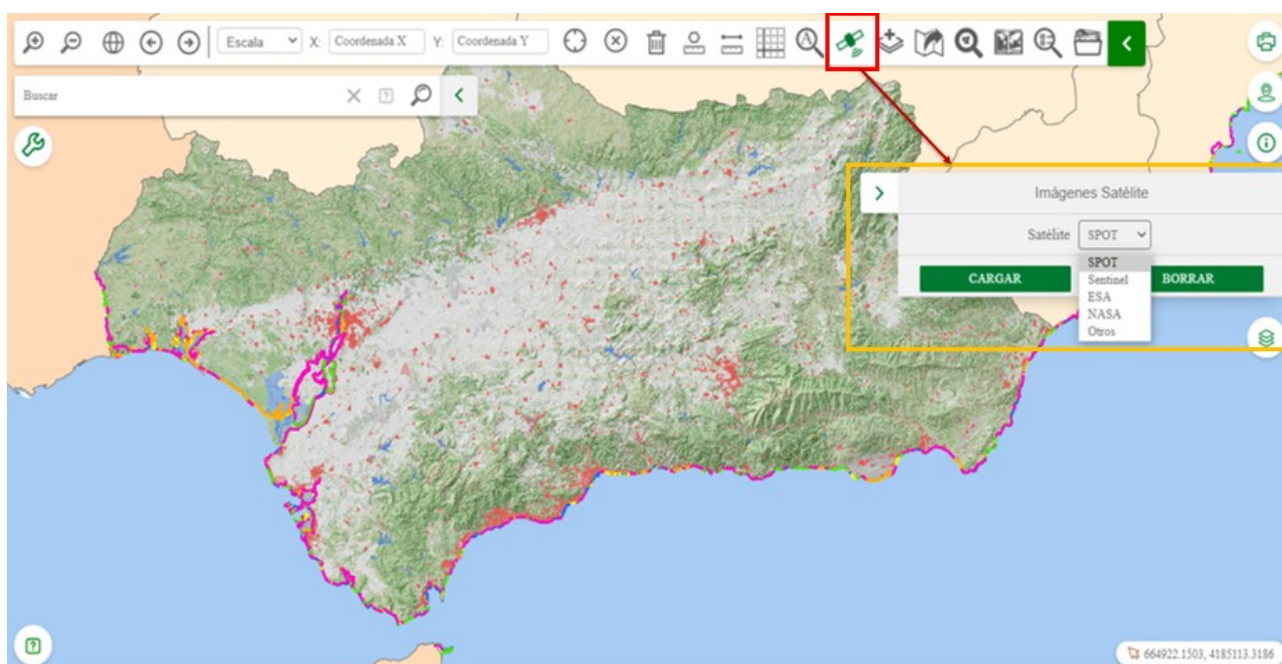 Escala X: Coordenada X Y: Coordenada Y
Buscar
Imágenes Satélite
Satélite SPOT
SPOT
Sentinel
ESA
NASA
Otros
CARGAR BORRAR
664922.1503, 4185113.3186